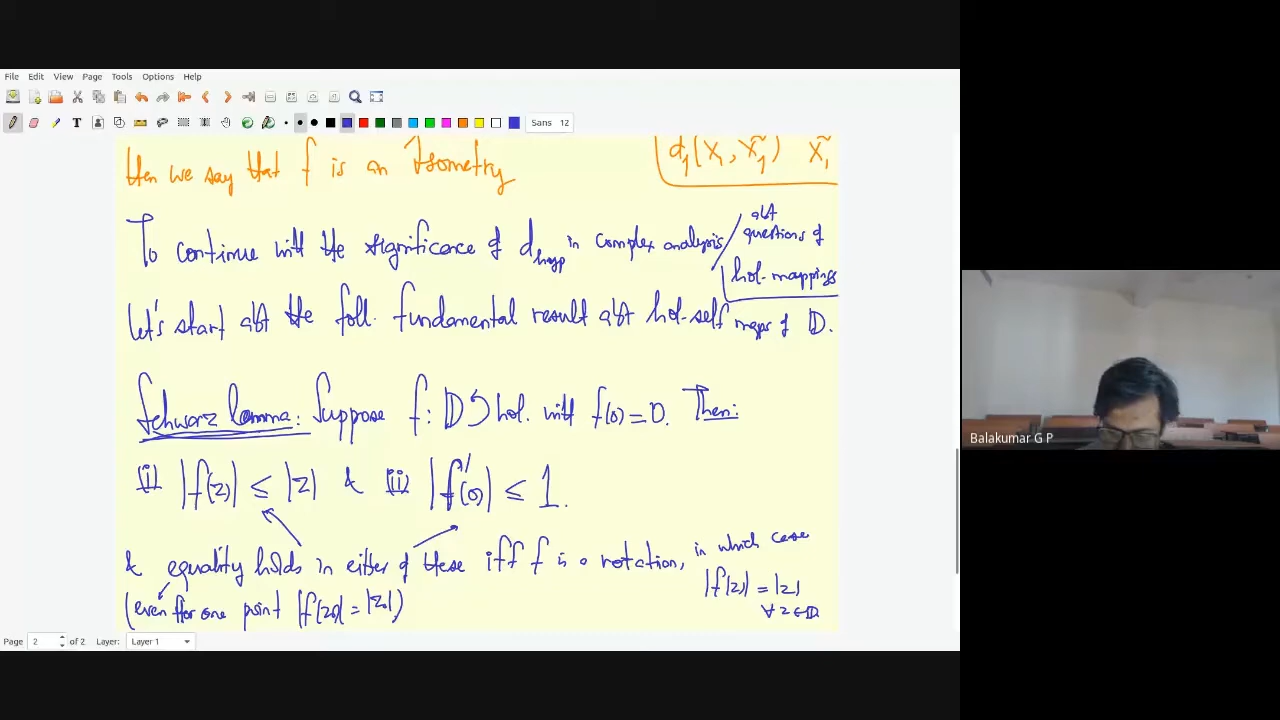 File Edit View Page Tools Options Help
Sans 12
then we say that f is an isometry
d₁(x₁, x̃₁) x̃₁
To continue with the significance of d_hyp in complex analysis / abt questions of hol-mappings
Let's start abt the foll. fundamental result abt hol-self maps of 𝔻.
Schwarz Lemma: Suppose f: 𝔻 ↺ hol. with f(0)=0. Then:
(i) |f(z)| ≤ |z| & (ii) |f'(0)| ≤ 1.
& equality holds in either of these iff f is a rotation, in which case
|f(z)| = |z|
∀ z ∈ 𝔻
(even for one point |f(z₀)| = |z₀|)
Page 2 of 2 Layer: Layer 1
Balakumar G P